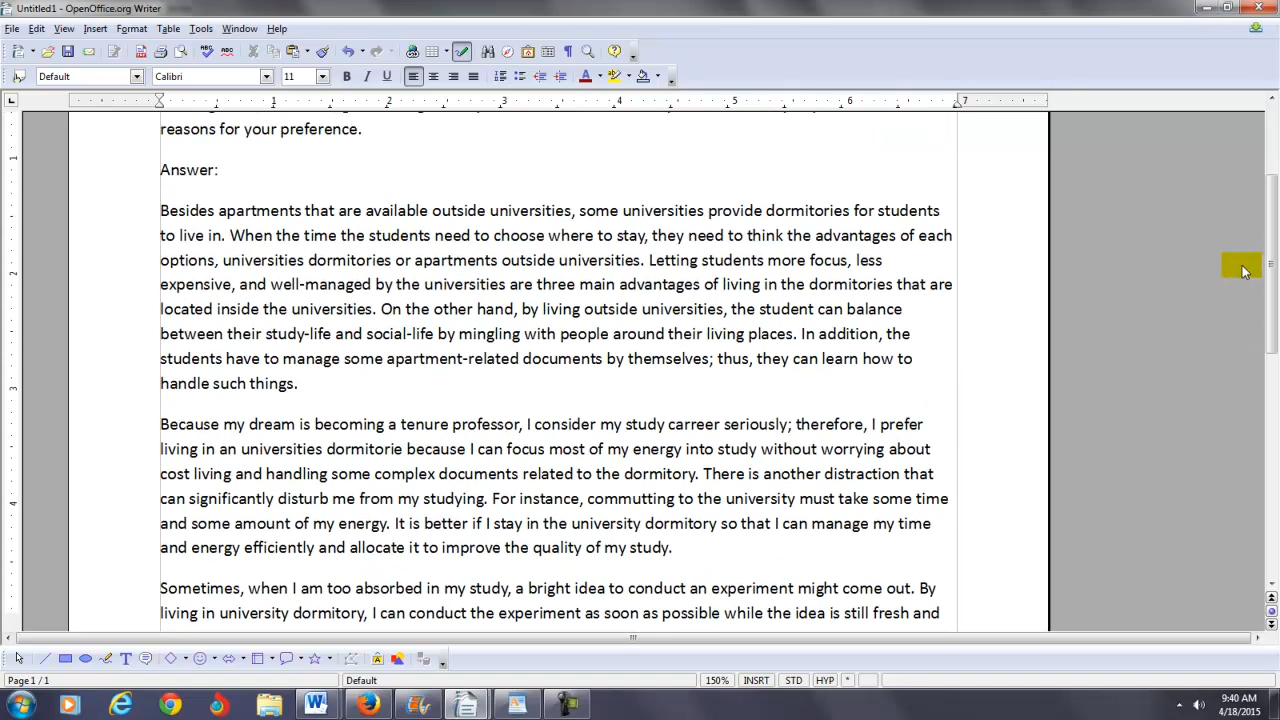 Untitled1 - OpenOffice.org Writer
File Edit View Insert Format Table Tools Window Help
Default Calibri 11
1 2 3 4 5 6 7
reasons for your preference.
Answer:
Besides apartments that are available outside universities, some universities provide dormitories for students
to live in. When the time the students need to choose where to stay, they need to think the advantages of each
options, universities dormitories or apartments outside universities. Letting students more focus, less
expensive, and well-managed by the universities are three main advantages of living in the dormitories that are
located inside the universities. On the other hand, by living outside universities, the student can balance
between their study-life and social-life by mingling with people around their living places. In addition, the
students have to manage some apartment-related documents by themselves; thus, they can learn how to
handle such things.
Because my dream is becoming a tenure professor, I consider my study carreer seriously; therefore, I prefer
living in an universities dormitorie because I can focus most of my energy into study without worrying about
cost living and handling some complex documents related to the dormitory. There is another distraction that
can significantly disturb me from my studying. For instance, commutting to the university must take some time
and some amount of my energy. It is better if I stay in the university dormitory so that I can manage my time
and energy efficiently and allocate it to improve the quality of my study.
Sometimes, when I am too absorbed in my study, a bright idea to conduct an experiment might come out. By
living in university dormitory, I can conduct the experiment as soon as possible while the idea is still fresh and
Page 1 / 1 Default 150% INSRT STD HYP *
9:40 AM
4/18/2015